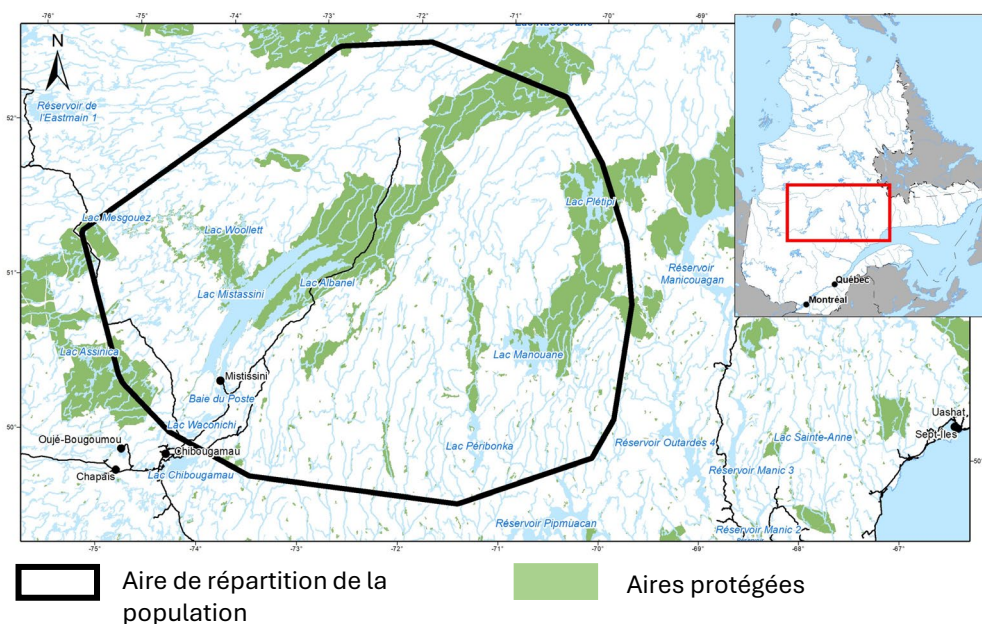 -76°
-75°
-74°
-73°
-72°
-71°
-70°
-69°
-68°
N
Réservoir de
l'Eastmain 1
52°
Lac Plétipi
Lac Mesgouez
Lac Woollett
51°
Lac Albanel
Lac Mistassini
Réservoir
Manicouagan
Québec
Montréal
Lac Assinica
Lac Manouane
Mistissini
Baie du Poste
50°
Lac Waconichi
Oujé-Bougoumou
Chibougamau
Chapais
Lac Chibougamau
Lac Péribonka
Réservoir Outardes 4
Lac Sainte-Anne
Uashat
Sept-Îles
50°
Réservoir Manic 3
Réservoir Pipmuacan
Réservoir Manic 2
-75°
-74°
-73°
-72°
-71°
-70°
-69°
-68°
-67°
Aire de répartition de la
population
Aires protégées